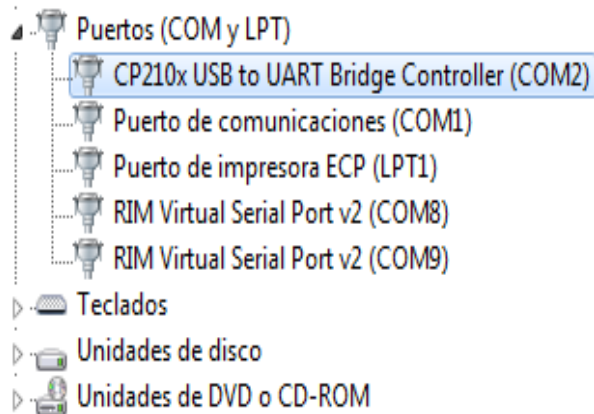 Puertos (COM y LPT)
CP210x USB to UART Bridge Controller (COM2)
Puerto de comunicaciones (COM1)
Puerto de impresora ECP (LPT1)
RIM Virtual Serial Port v2 (COM8)
RIM Virtual Serial Port v2 (COM9)
Teclados
Unidades de disco
Unidades de DVD o CD-ROM